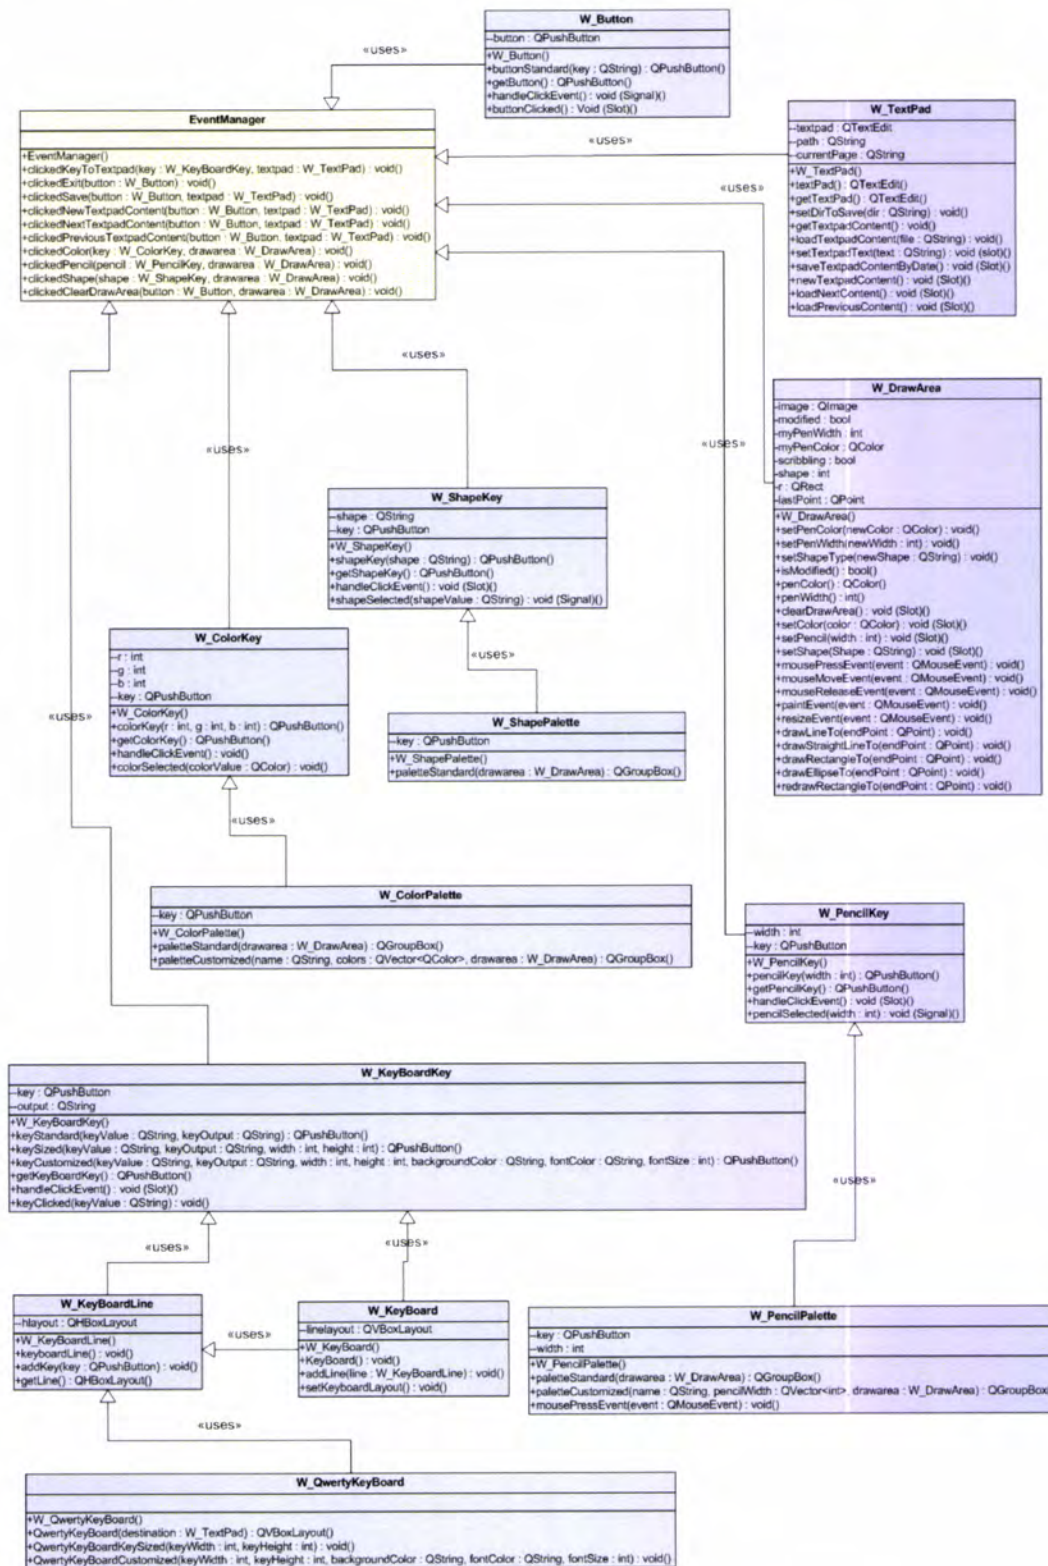 W_Button
-button : QPushButton
+W_Button()
+buttonStandard(key : QString) : QPushButton()
+getButton() : QPushButton()
+handleClickEvent() : void (Signal)()
+buttonClicked() : Void (Slot)()
«uses»
EventManager
+EventManager()
+clickedKeyToTextpad(key : W_KeyBoardKey, textpad : W_TextPad) : void()
+clickedExit(button : W_Button) : void()
+clickedSave(button : W_Button, textpad : W_TextPad) : void()
+clickedNewTextpadContent(button : W_Button, textpad : W_TextPad) : void()
+clickedNextTextpadContent(button : W_Button, textpad : W_TextPad) : void()
+clickedPreviousTextpadContent(button : W_Button, textpad : W_TextPad) : void()
+clickedColor(key : W_ColorKey, drawarea : W_DrawArea) : void()
+clickedPencil(pencil : W_PencilKey, drawarea : W_DrawArea) : void()
+clickedShape(shape : W_ShapeKey, drawarea : W_DrawArea) : void()
+clickedClearDrawArea(button : W_Button, drawarea : W_DrawArea) : void()
W_TextPad
-textpad : QTextEdit
-path : QString
-currentPage : QString
+W_TextPad()
+textPad() : QTextEdit()
+getTextPad() : QTextEdit()
+setDirToSave(dir : QString) : void()
+getTextpadContent() : void()
+loadTextpadContent(file : QString) : void()
+setTextpadText(text : QString) : void (slot)()
+saveTextpadContentByDate() : void (Slot)()
+newTextpadContent() : void (Slot)()
+loadNextContent() : void (Slot)()
+loadPreviousContent() : void (Slot)()
«uses»
«uses»
«uses»
W_DrawArea
-image : QImage
-modified : bool
-myPenWidth : int
-myPenColor : QColor
-scribbling : bool
-shape : int
-r : QRect
-lastPoint : QPoint
+W_DrawArea()
+setPenColor(newColor : QColor) : void()
+setPenWidth(newWidth : int) : void()
+setShapeType(newShape : QString) : void()
+isModified() : bool()
+penColor() : QColor()
+penWidth() : int()
+clearDrawArea() : void (Slot)()
+setColor(color : QColor) : void (Slot)()
+setPencil(width : int) : void (Slot)()
+setShape(Shape : QString) : void (Slot)()
+mousePressEvent(event : QMouseEvent) : void()
+mouseMoveEvent(event : QMouseEvent) : void()
+mouseReleaseEvent(event : QMouseEvent) : void()
+paintEvent(event : QMouseEvent) : void()
+resizeEvent(event : QMouseEvent) : void()
+drawLineTo(endPoint : QPoint) : void()
+drawStraightLineTo(endPoint : QPoint) : void()
+drawRectangleTo(endPoint : QPoint) : void()
+drawEllipseTo(endPoint : QPoint) : void()
+redrawRectangleTo(endPoint : QPoint) : void()
«uses»
«uses»
«uses»
W_ShapeKey
-shape : QString
-key : QPushButton
+W_ShapeKey()
+shapeKey(shape : QString) : QPushButton()
+getShapeKey() : QPushButton()
+handleClickEvent() : void (Slot)()
+shapeSelected(shapeValue : QString) : void (Signal)()
«uses»
W_ShapePalette
-key : QPushButton
+W_ShapePalette()
+paletteStandard(drawarea : W_DrawArea) : QGroupBox()
W_ColorKey
-r : int
-g : int
-b : int
-key : QPushButton
+W_ColorKey()
+colorKey(r : int, g : int, b : int) : QPushButton()
+getColorKey() : QPushButton()
+handleClickEvent() : void()
+colorSelected(colorValue : QColor) : void()
«uses»
W_ColorPalette
-key : QPushButton
+W_ColorPalette()
+paletteStandard(drawarea : W_DrawArea) : QGroupBox()
+paletteCustomized(name : QString, colors : QVector<QColor>, drawarea : W_DrawArea) : QGroupBox()
W_PencilKey
-width : int
-key : QPushButton
+W_PencilKey()
+pencilKey(width : int) : QPushButton()
+getPencilKey() : QPushButton()
+handleClickEvent() : void (Slot)()
+pencilSelected(width : int) : void (Signal)()
W_KeyBoardKey
-key : QPushButton
-output : QString
+W_KeyBoardKey()
+keyStandard(keyValue : QString, keyOutput : QString) : QPushButton()
+keySized(keyValue : QString, keyOutput : QString, width : int, height : int) : QPushButton()
+keyCustomized(keyValue : QString, keyOutput : QString, width : int, height : int, backgroundColor : QString, fontColor : QString, fontSize : int) : QPushButton()
+getKeyBoardKey() : QPushButton()
+handleClickEvent() : void (Slot)()
+keyClicked(keyValue : QString) : void()
«uses»
«uses»
«uses»
W_KeyBoardLine
-hlayout : QHBoxLayout
+W_KeyBoardLine()
+keyboardLine() : void()
+addKey(key : QPushButton) : void()
+getLine() : QHBoxLayout()
«uses»
W_KeyBoard
-linelayout : QVBoxLayout
+W_KeyBoard()
+KeyBoard() : void()
+addLine(line : W_KeyBoardLine) : void()
+setKeyboardLayout() : void()
W_PencilPalette
-key : QPushButton
-width : int
+W_PencilPalette()
+paletteStandard(drawarea : W_DrawArea) : QGroupBox()
+paletteCustomized(name : QString, pencilWidth : QVector<int>, drawarea : W_DrawArea) : QGroupBox
+mousePressEvent(event : QMouseEvent) : void()
«uses»
W_QwertyKeyBoard
+W_QwertyKeyBoard()
+QwertyKeyBoard(destination : W_TextPad) : QVBoxLayout()
+QwertyKeyBoardKeySized(keyWidth : int, keyHeight : int) : void()
+QwertyKeyBoardCustomized(keyWidth : int, keyHeight : int, backgroundColor : QString, fontColor : QString, fontSize : int) : void()